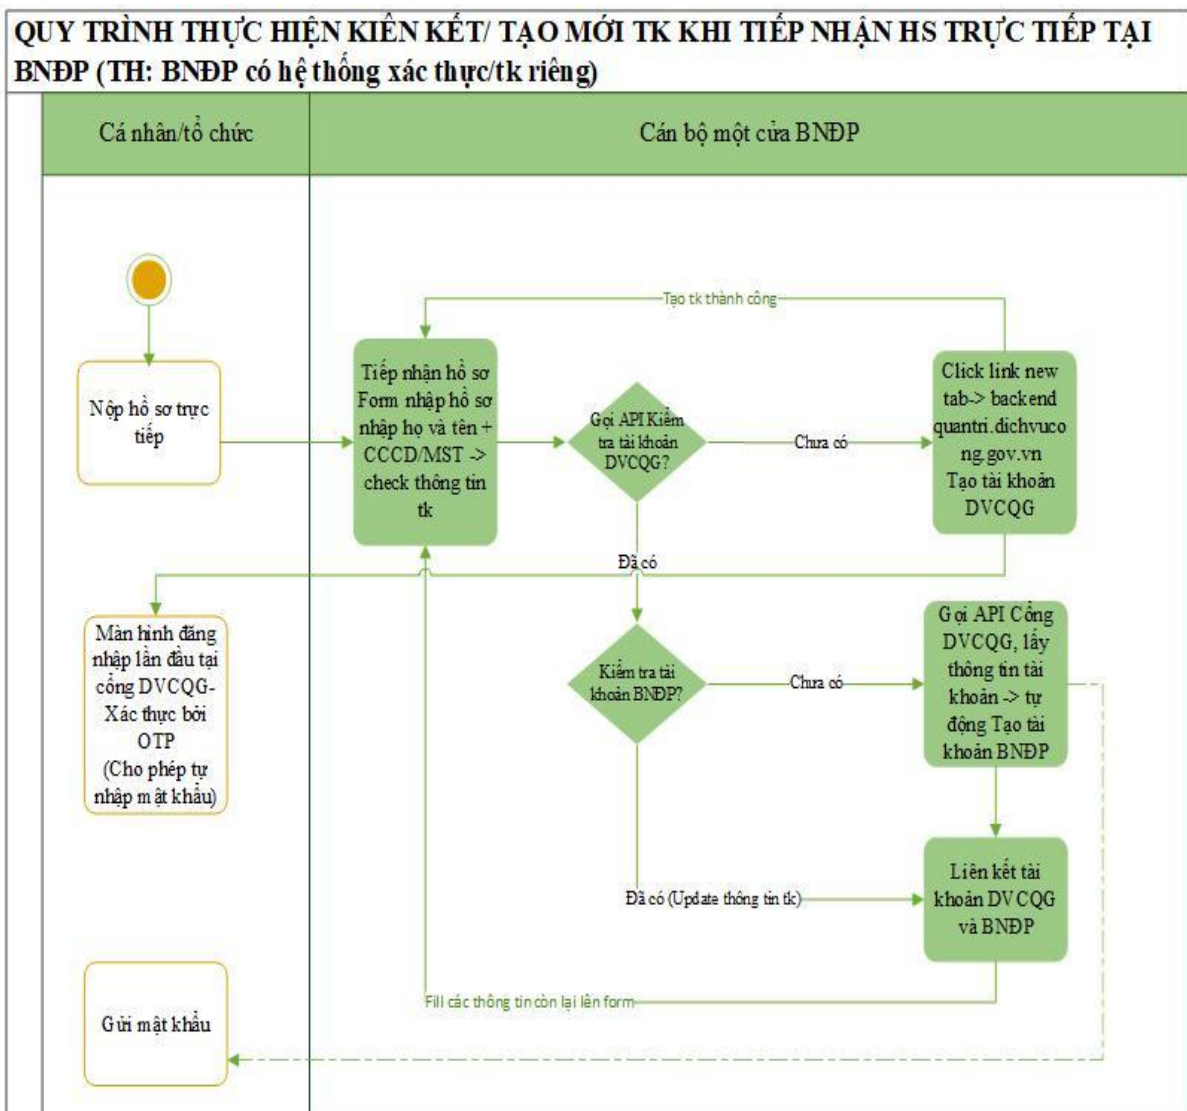 QUY TRÌNH THỰC HIỆN KIÊN KẾT/ TẠO MỚI TK KHI TIẾP NHẬN HS TRỰC TIẾP TẠI
BNĐP (TH: BNĐP có hệ thống xác thực/tk riêng)
Cá nhân/tổ chức
Cán bộ một cửa BNĐP
Tạo tk thành công
Nộp hồ sơ trực
tiếp
Tiếp nhận hồ sơ
Form nhập hồ sơ
nhập họ và tên +
CCCD/MST ->
check thông tin
tk
Gọi API Kiểm
tra tài khoản
DVCQG?
Chưa có
Click link new
tab-> backend
quantri.dichvuco
ng.gov.vn
Tạo tài khoản
DVCQG
Đã có
Màn hình đăng
nhập lần đầu tại
cổng DVCQG-
Xác thực bởi
OTP
(Cho phép tự
nhập mật khẩu)
Kiểm tra tài
khoản BNĐP?
Chưa có
Gọi API Cổng
DVCQG, lấy
thông tin tài
khoản -> tự
động Tạo tài
khoản BNĐP
Đã có (Update thông tin tk)
Liên kết tài
khoản DVCQG
và BNĐP
Fill các thông tin còn lại lên form
Gửi mật khẩu